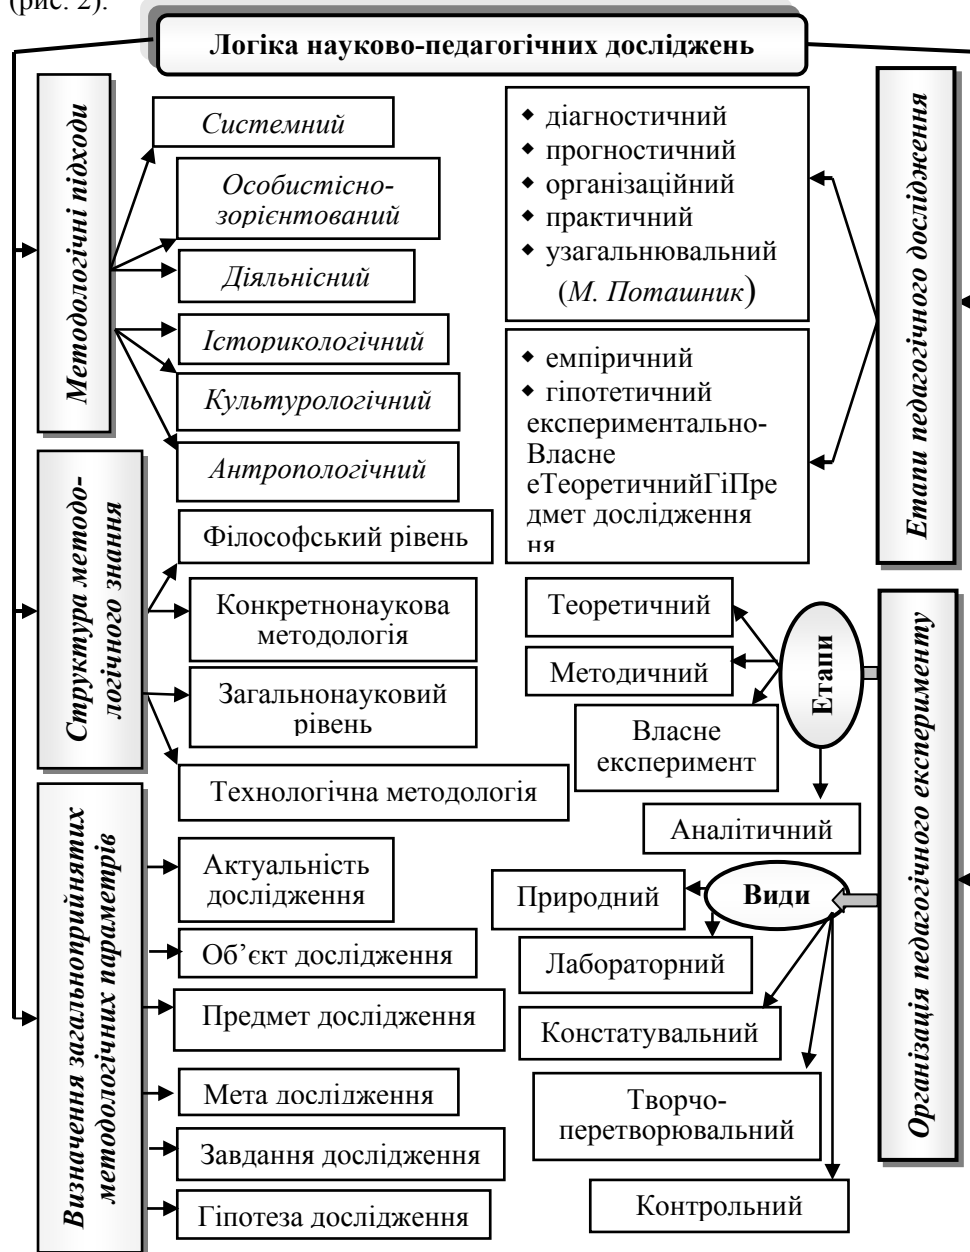 (рис. 2).
Логіка науково-педагогічних досліджень
Методологічні підходи
Системний
Особистісно-
зорієнтований
Діяльнісний
Історикологічний
Культурологічний
Антропологічний
Структура методо-
логічного знання
Філософський рівень
Конкретнонаукова
методологія
Загальнонауковий
рівень
Технологічна методологія
Визначення загальноприйнятих
методологічних параметрів
Актуальність
дослідження
Об’єкт дослідження
Предмет дослідження
Мета дослідження
Завдання дослідження
Гіпотеза дослідження
Етапи педагогічного дослідження
діагностичний
прогностичний
організаційний
практичний
узагальнювальний
(М. Поташник)
емпіричний
гіпотетичний
експериментально-
Власне
еТеоретичнийГіПре
дмет дослідження
ня
Організація педагогічного експерименту
Етапи
Теоретичний
Методичний
Власне
експеримент
Аналітичний
Види
Природний
Лабораторний
Констатувальний
Творчо-
перетворювальний
Контрольний